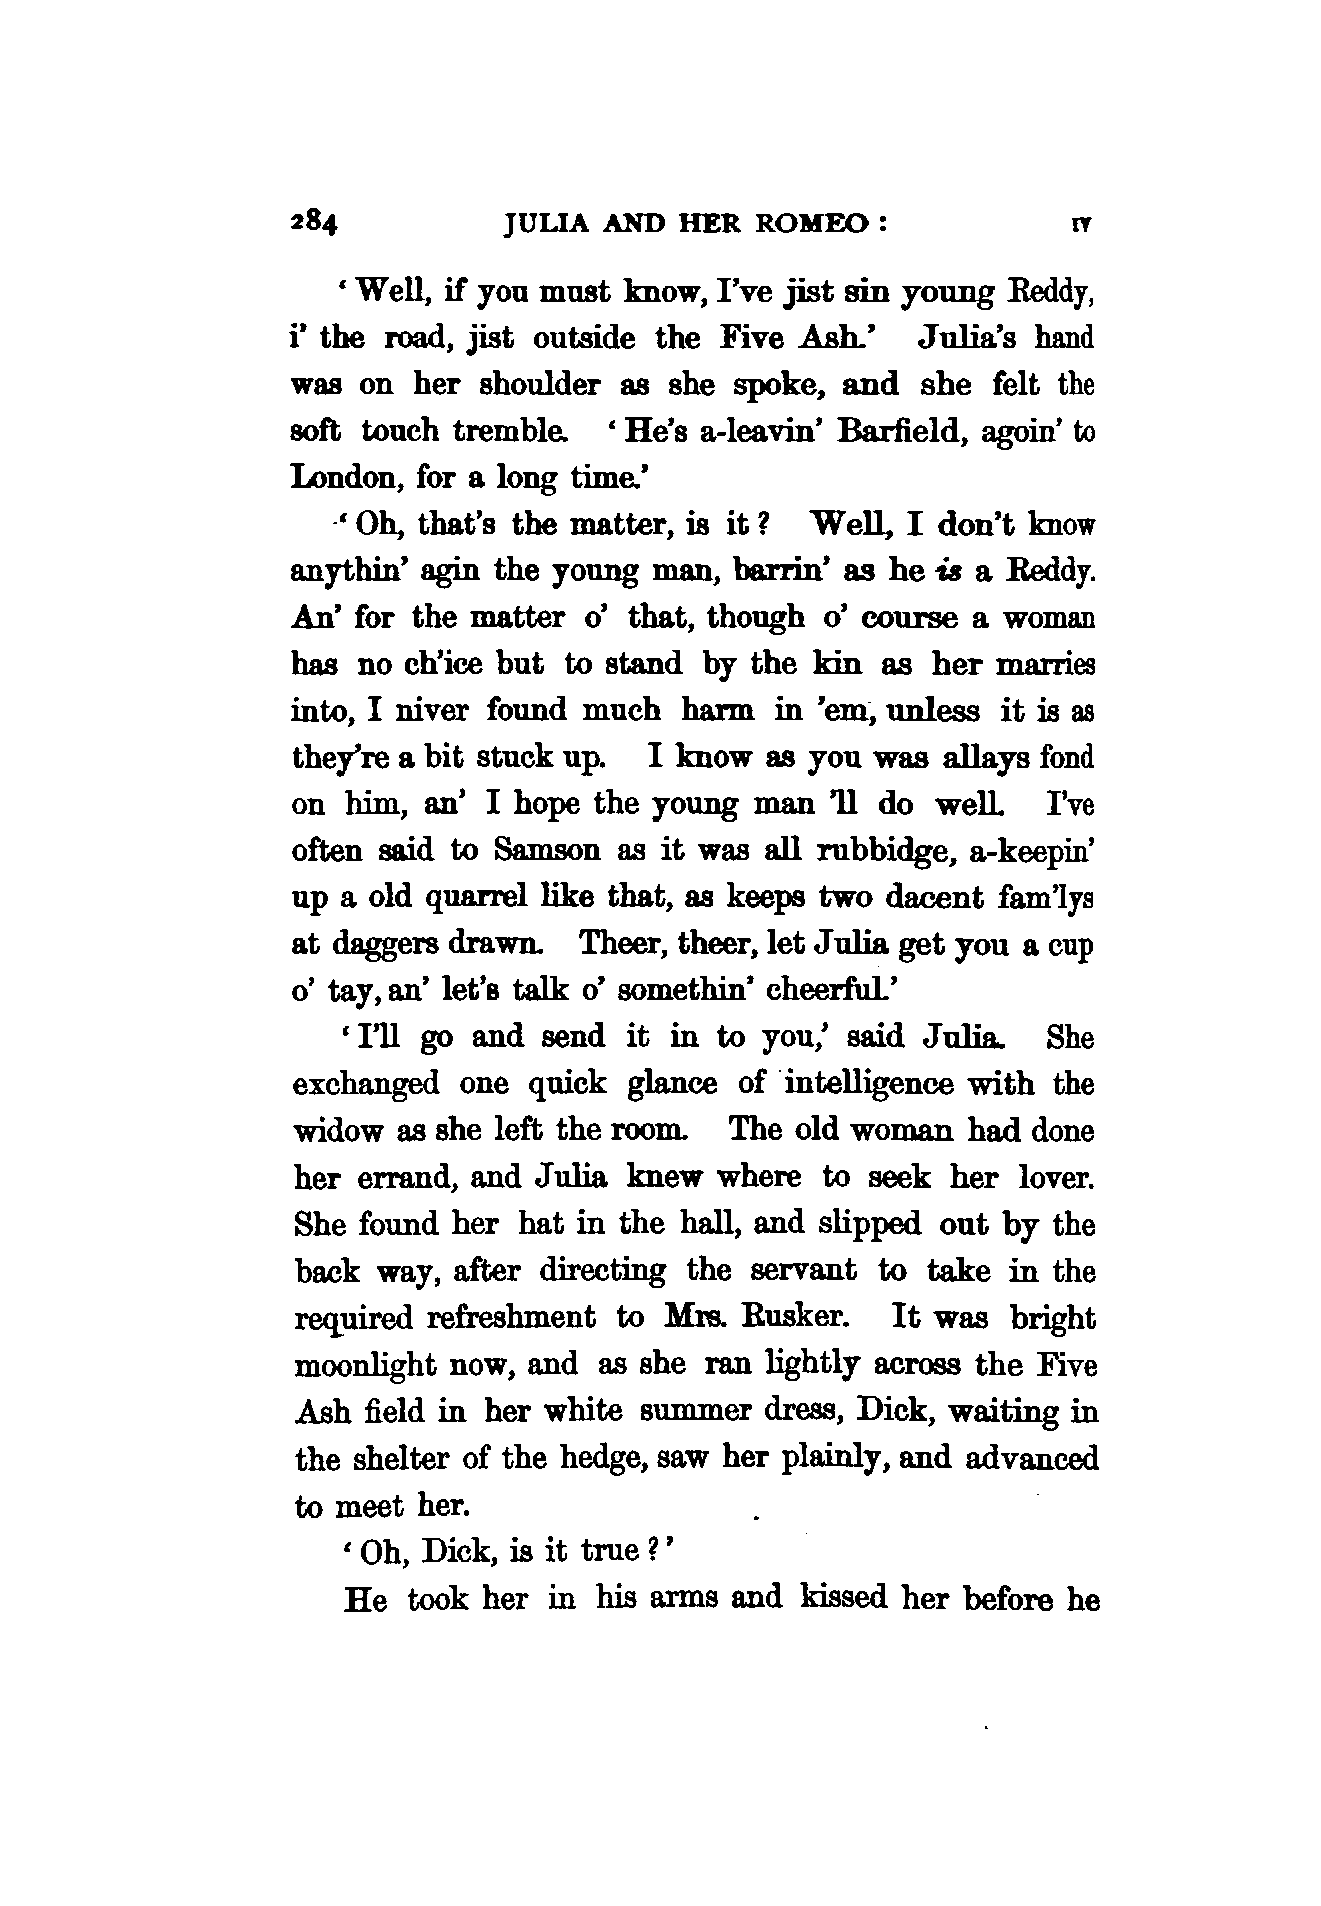 284 JULIA AND HER ROMEO : IV
‘ Well, if you must know, I’ve jist sin young Reddy,
i’ the road, jist outside the Five Ash.’ Julia’s hand
was on her shoulder as she spoke, and she felt the
soft touch tremble. ‘ He’s a-leavin’ Barfield, agoin’ to
London, for a long time.’
‘ Oh, that’s the matter, is it ? Well, I don’t know
anythin’ agin the young man, barrin’ as he is a Reddy.
An’ for the matter o’ that, though o’ course a woman
has no ch’ice but to stand by the kin as her marries
into, I niver found much harm in ’em, unless it is as
they’re a bit stuck up. I know as you was allays fond
on him, an’ I hope the young man ’ll do well. I’ve
often said to Samson as it was all rubbidge, a-keepin’
up a old quarrel like that, as keeps two dacent fam’lys
at daggers drawn. Theer, theer, let Julia get you a cup
o’ tay, an’ let’s talk o’ somethin’ cheerful.’
‘ I’ll go and send it in to you,’ said Julia. She
exchanged one quick glance of intelligence with the
widow as she left the room. The old woman had done
her errand, and Julia knew where to seek her lover.
She found her hat in the hall, and slipped out by the
back way, after directing the servant to take in the
required refreshment to Mrs. Rusker. It was bright
moonlight now, and as she ran lightly across the Five
Ash field in her white summer dress, Dick, waiting in
the shelter of the hedge, saw her plainly, and advanced
to meet her.
‘ Oh, Dick, is it true ? ’
He took her in his arms and kissed her before he